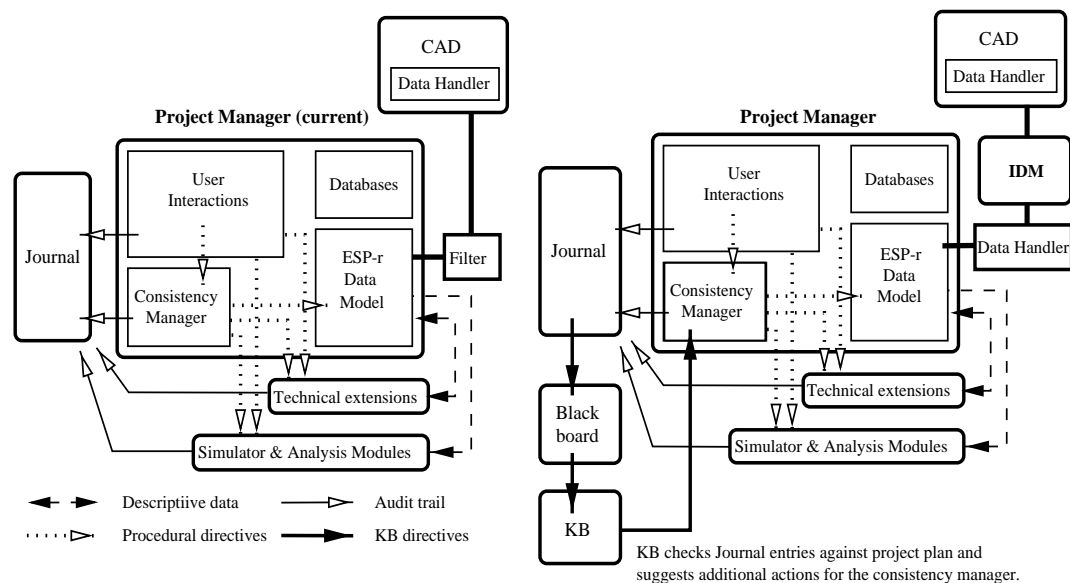 CAD
Data Handler
Project Manager (current)
User
Interactions
Databases
Journal
ESP-r
Data
Model
Filter
Consistency
Manager
Technical extensions
Simulator & Analysis Modules
Descriptiive data
Audit trail
Procedural directives
KB directives
CAD
Data Handler
Project Manager
IDM
User
Interactions
Databases
Journal
ESP-r
Data
Model
Data Handler
Consistency
Manager
Technical extensions
Black
board
Simulator & Analysis Modules
KB
KB checks Journal entries against project plan and
suggests additional actions for the consistency manager.